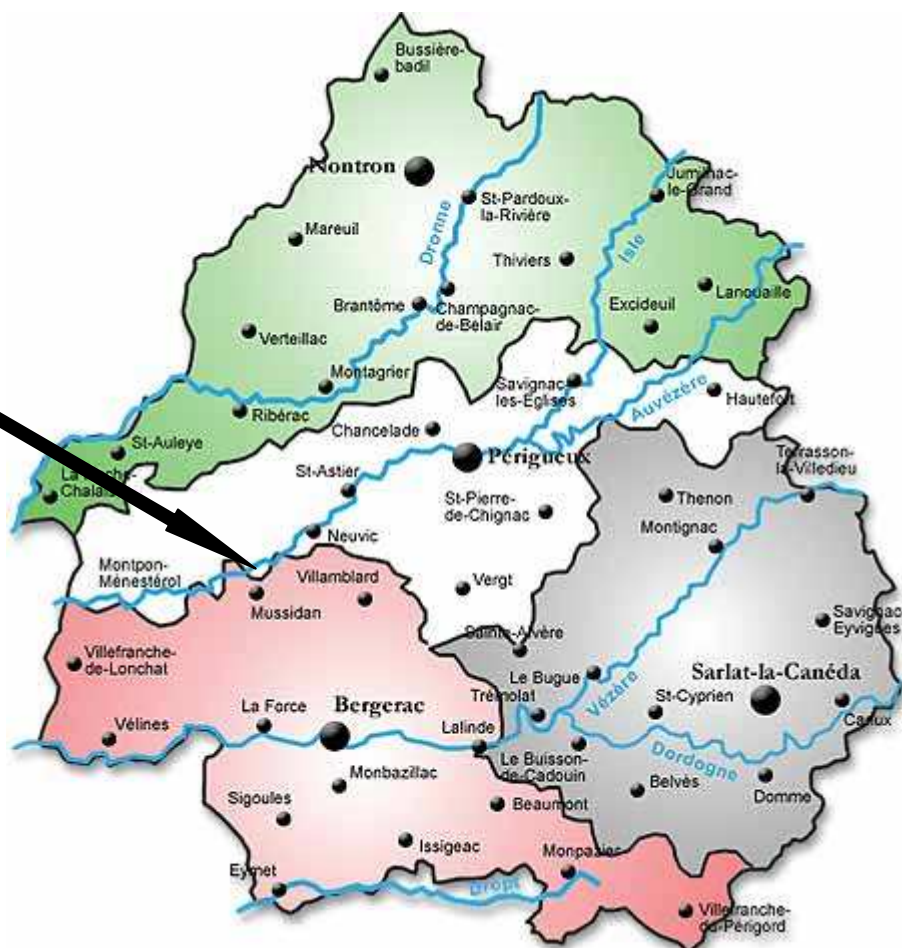 Bussière-
badil
Nontron
Jumilhac-
le-Grand
St-Pardoux-
la-Rivière
Dronne
Mareuil
Isle
Thiviers
Lanouaille
Brantôme
Champagnac-
de-Belair
Excideuil
Verteillac
Montagrier
Savignac-
les-Eglises
Auvézère
Hautefort
Ribérac
Chancelade
St-Auleye
Périgueux
Terrasson-
la-Villedieu
St-Astier
La Roche-
Chalais
Thenon
St-Pierre-
de-Chignac
Montignac
Neuvic
Montpon-
Ménestérol
Villamblard
Vergt
Mussidan
Savignac
Eyvigues
Sainte-Alvère
Villefranche-
de-Lonchat
Le Bugue
Sarlat-la-Canéda
Trémolat
Vézère
St-Cyprien
La Force
Bergerac
Carlux
Vélines
Lalinde
Dordogne
Le Buisson-
de-Cadouin
Monbazillac
Belvès
Domme
Sigoules
Beaumont
Issigeac
Monpazier
Eymet
Dropt
Villefranche-
du-Périgord